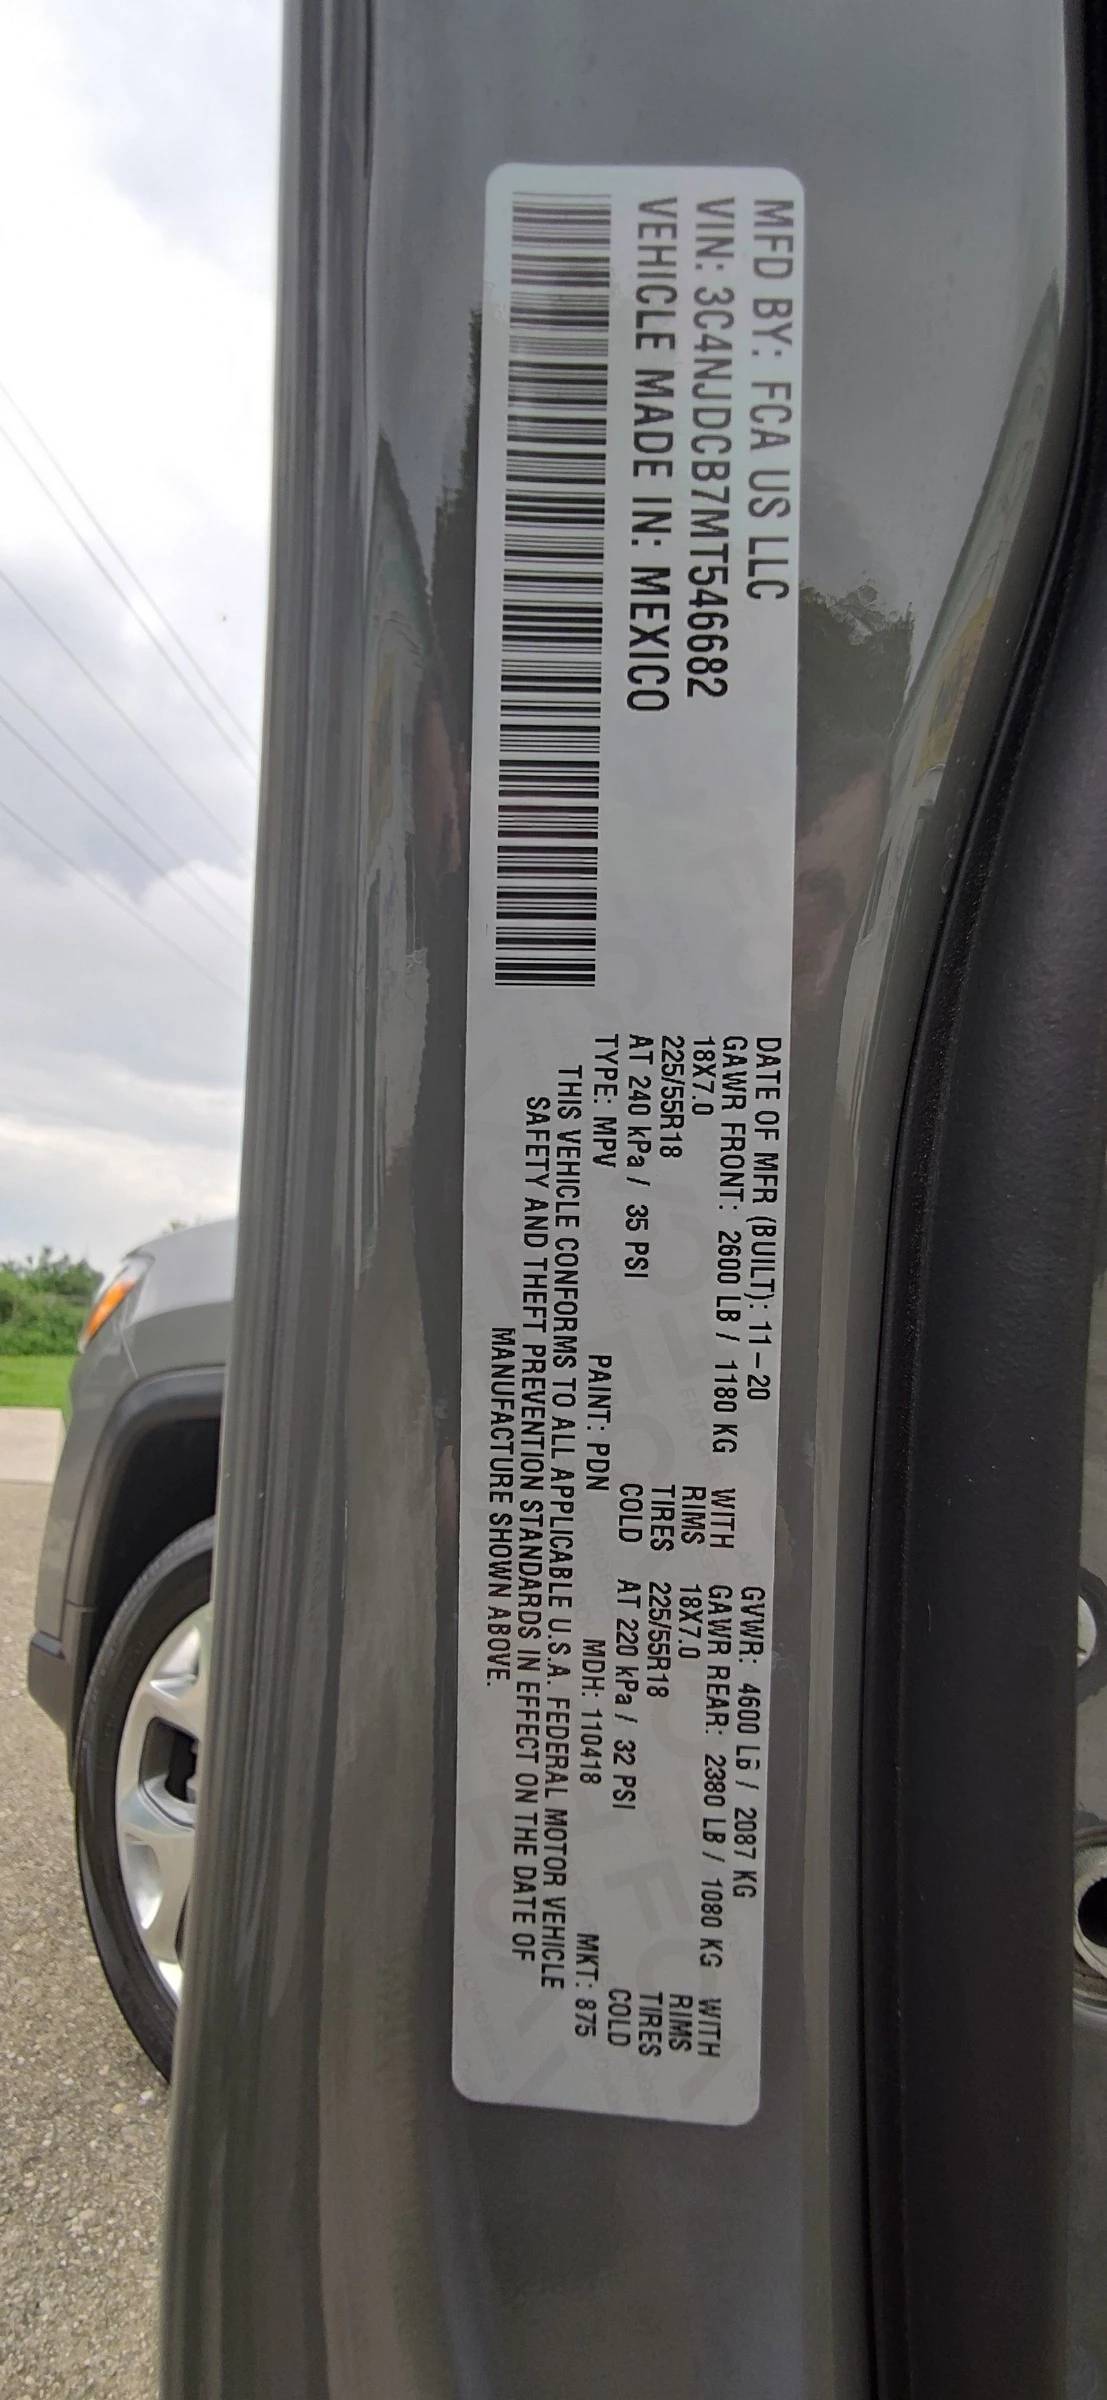 MFD BY: FCA US LLC
VIN: 3C4NJDCB7MT546682
VEHICLE MADE IN: MEXICO
DATE OF MFR (BUILT): 11-20 GVWR: 4600 LB / 2087 KG
GAWR FRONT: 2600 LB / 1180 KG WITH GAWR REAR: 2380 LB / 1080 KG WITH
18X7.0 RIMS 18X7.0 RIMS
225/55R18 TIRES 225/55R18 TIRES
AT 240 kPa / 35 PSI COLD AT 220 kPa / 32 PSI COLD
TYPE: MPV PAINT: PDN MDH: 110418 MKT: 875
THIS VEHICLE CONFORMS TO ALL APPLICABLE U.S.A. FEDERAL MOTOR VEHICLE
SAFETY AND THEFT PREVENTION STANDARDS IN EFFECT ON THE DATE OF
MANUFACTURE SHOWN ABOVE.